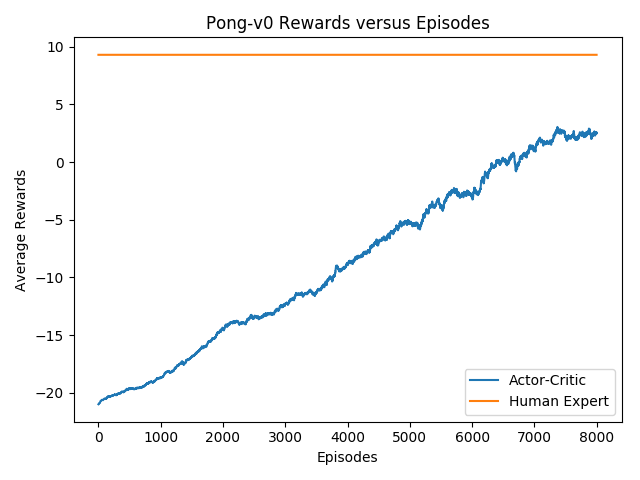 Pong-v0 Rewards versus Episodes
10
5
0
−5
−10
−15
−20
Average Rewards
0 1000 2000 3000 4000 5000 6000 7000 8000
Episodes
Actor-Critic
Human Expert